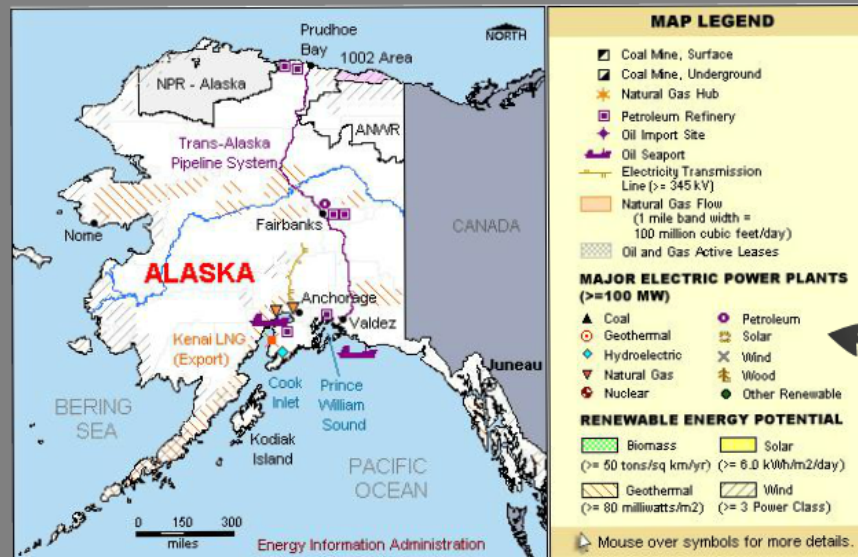 Prudhoe
Bay
NORTH
1002 Area
NPR - Alaska
ANWR
Trans-Alaska
Pipeline System
Fairbanks
Nome
CANADA
ALASKA
Anchorage
Valdez
Kenai LNG
(Export)
Juneau
Cook
Inlet
Prince
William
Sound
BERING
SEA
Kodiak
Island
PACIFIC
OCEAN
0 150 300
miles
Energy Information Administration
MAP LEGEND
Coal Mine, Surface
Coal Mine, Underground
Natural Gas Hub
Petroleum Refinery
Oil Import Site
Oil Seaport
Electricity Transmission
Line (>= 345 kV)
Natural Gas Flow
(1 mile band width =
100 million cubic feet/day)
Oil and Gas Active Leases
MAJOR ELECTRIC POWER PLANTS
(>=100 MW)
Coal
Petroleum
Geothermal
Solar
Hydroelectric
Wind
Natural Gas
Wood
Nuclear
Other Renewable
RENEWABLE ENERGY POTENTIAL
Biomass
Solar
(>= 50 tons/sq km/yr) (>= 6.0 kWh/m2/day)
Geothermal
Wind
(>= 80 milliwatts/m2) (>= 3 Power Class)
Mouse over symbols for more details.